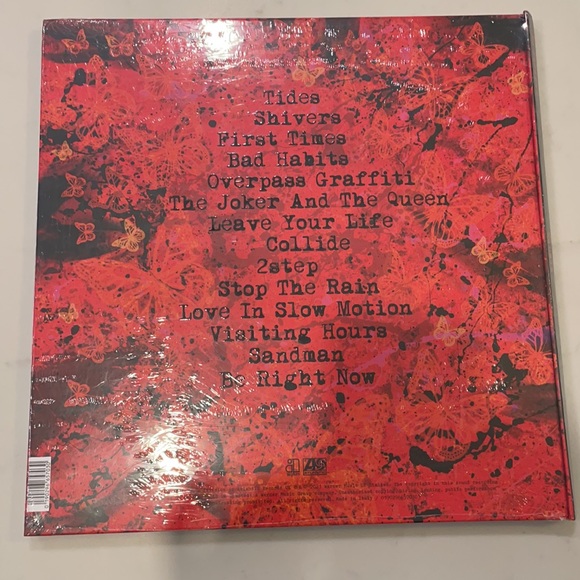 Tides
Shivers
First Times
Bad Habits
Overpass Graffiti
The Joker And The Queen
Leave Your Life
Collide
2step
Stop The Rain
Love In Slow Motion
Visiting Hours
Sandman
Be Right Now